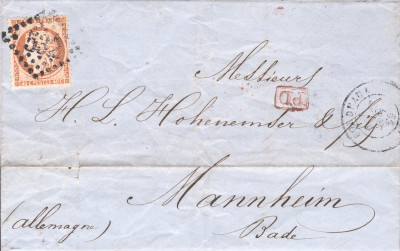 Messieurs
P.D.
H. L Hohenemser & fils
Mannheim
(allemagne)
Bade